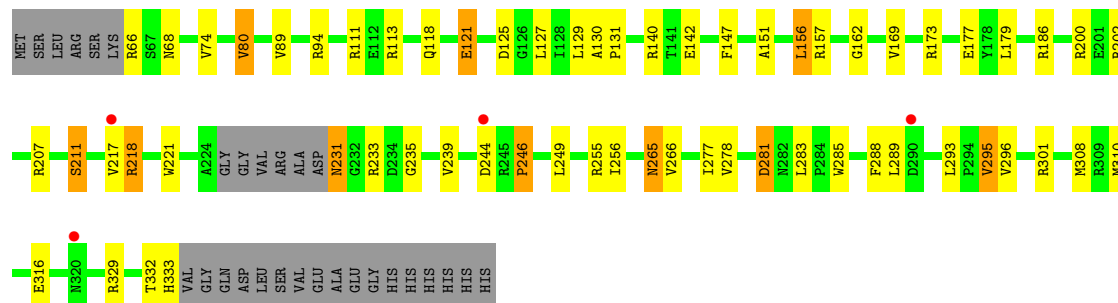 MET SER LEU ARG SER LYS R66 S67 N68 V74 V80 V89 R94 R111 E112 R113 Q118 E121 D125 G126 L127 I128 L129 A130 P131 R140 T141 E142 F147 A151 L156 R157 G162 V169 R173 E177 Y178 L179 R186 R200 E201
R207 S211 V217 R218 W221 A224 GLY GLY VAL ARG ALA ASP N231 G232 R233 D234 G235 V239 D244 R245 P246 L249 R255 I256 N265 V266 I277 V278 D281 N282 L283 P284 W285 F288 L289 D290 L293 P294 V295 V296 R301 M308 R309
E316 N320 R329 T332 H333 VAL GLY GLN ASP LEU SER VAL GLU ALA GLU GLY HIS HIS HIS HIS HIS HIS